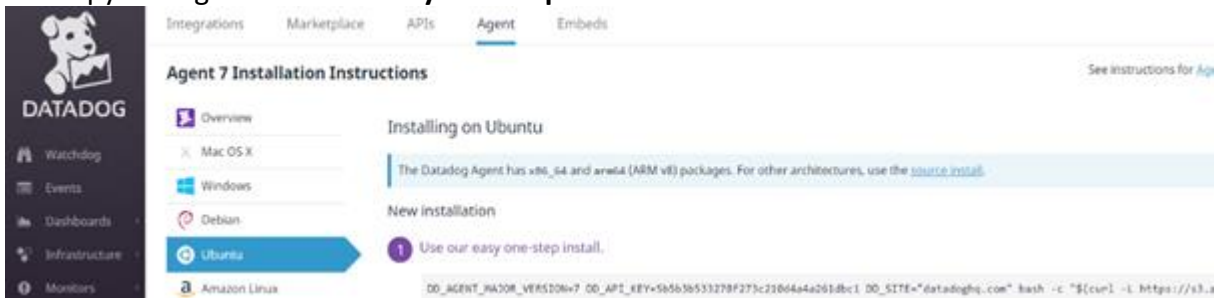 Integrations Marketplace APIs Agent Embeds
Agent 7 Installation Instructions
See instructions for
DATADOG
Watchdog
Events
Dashboards
Infrastructure
Monitors
Overview
Mac OS X
Windows
Debian
Ubuntu
Amazon Linux
Installing on Ubuntu
The Datadog Agent has x86_64 and arm64 (ARM v8) packages. For other architectures, use the source install.
New installation
1 Use our easy one-step install.
DD_AGENT_MAJOR_VERSION=7 DD_SITE="datadoghq.com" bash -c "$(curl -L